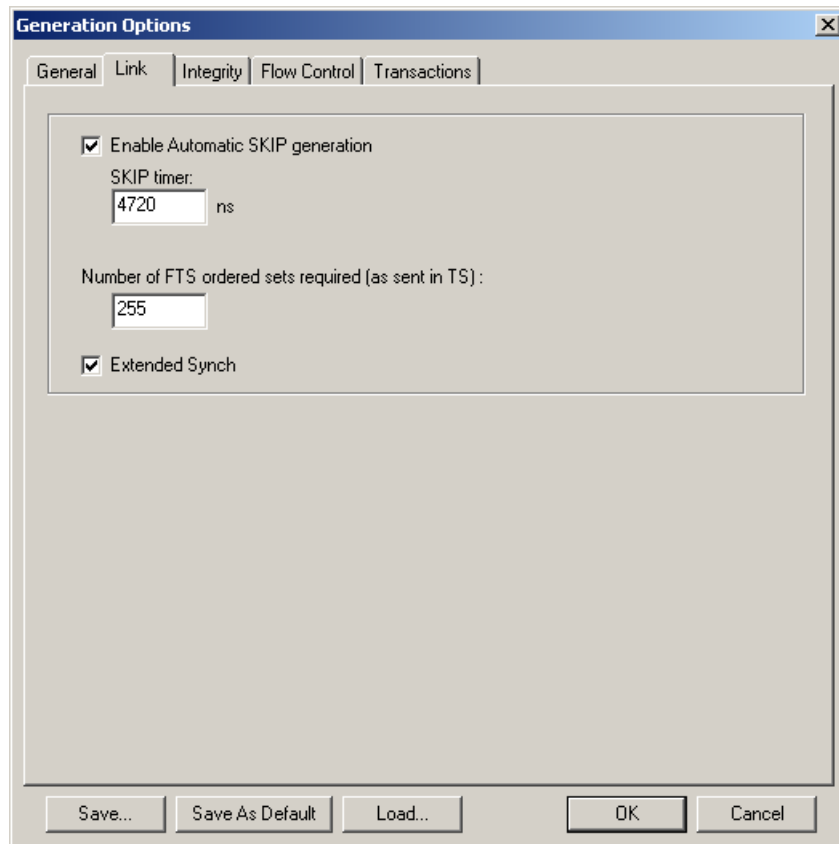 Generation Options
General Link Integrity Flow Control Transactions
Enable Automatic SKIP generation
SKIP timer:
4720 ns
Number of FTS ordered sets required (as sent in TS) :
255
Extended Synch
Save... Save As Default Load... OK Cancel